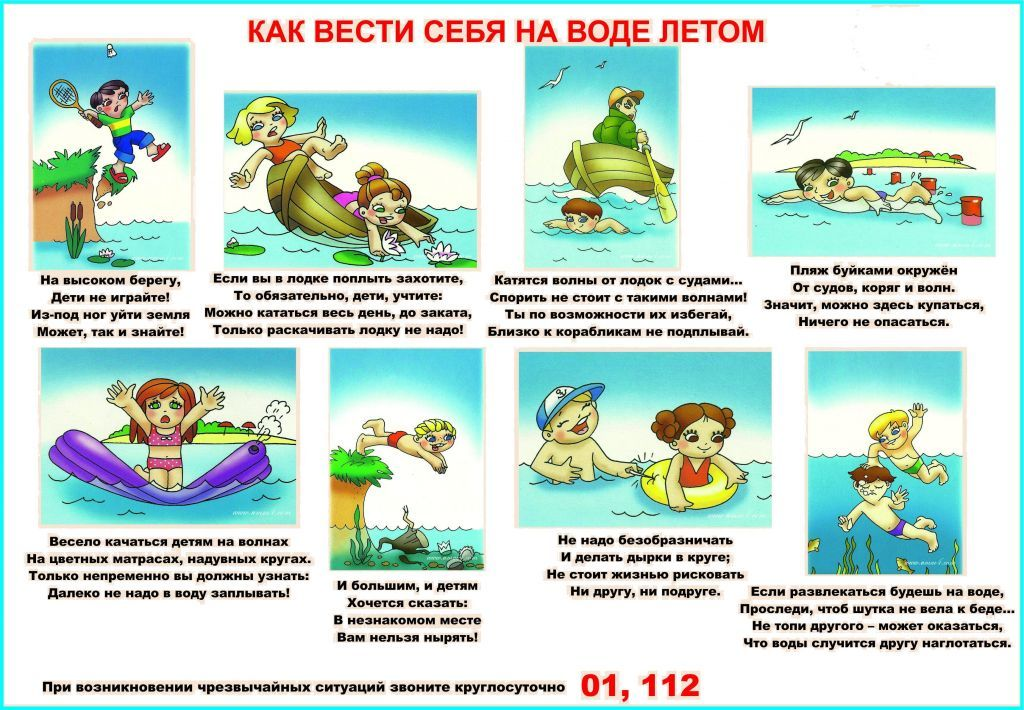 КАК ВЕСТИ СЕБЯ НА ВОДЕ ЛЕТОМ
На высоком берегу,
Дети не играйте!
Из-под ног уйти земля
Может, так и знайте!
Если вы в лодке поплыть захотите,
То обязательно, дети, учтите:
Можно кататься весь день, до заката,
Только раскачивать лодку не надо!
Катятся волны от лодок с судами...
Спорить не стоит с такими волнами!
Ты по возможности их избегай,
Близко к корабликам не подплывай.
Пляж буйками окружён
От судов, коряг и волн.
Значит, можно здесь купаться,
Ничего не опасаться.
Весело качаться детям на волнах
На цветных матрасах, надувных кругах.
Только непременно вы должны узнать:
Далеко не надо в воду заплывать!
И большим, и детям
Хочется сказать:
В незнакомом месте
Вам нельзя нырять!
Не надо безобразничать
И делать дырки в круге;
Не стоит жизнью рисковать
Ни другу, ни подруге.
Если развлекаться будешь на воде,
Проследи, чтоб шутка не вела к беде...
Не топи другого – может оказаться,
Что воды случится другу наглотаться.
При возникновении чрезвычайных ситуаций звоните круглосуточно 01, 112